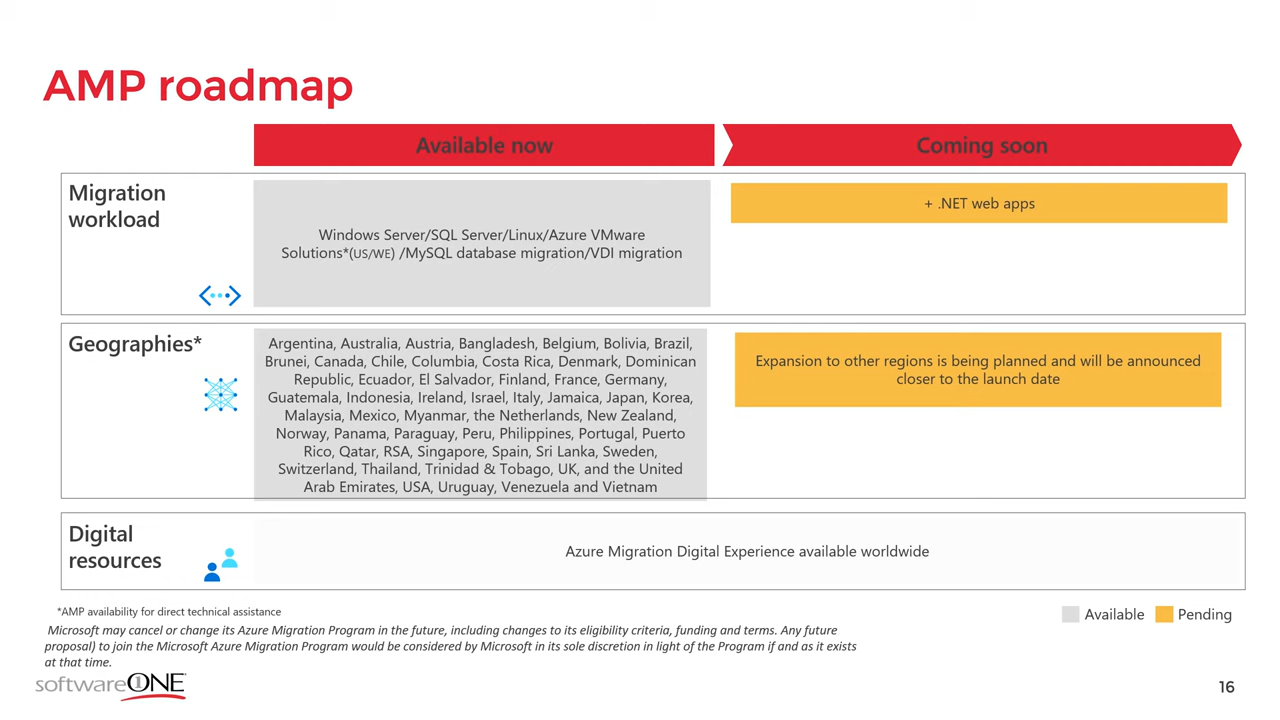 AMP roadmap
Available now
Coming soon
Migration
workload
Windows Server/SQL Server/Linux/Azure VMware
Solutions*(US/WE) /MySQL database migration/VDI migration
+ .NET web apps
Geographies*
Argentina, Australia, Austria, Bangladesh, Belgium, Bolivia, Brazil,
Brunei, Canada, Chile, Columbia, Costa Rica, Denmark, Dominican
Republic, Ecuador, El Salvador, Finland, France, Germany,
Guatemala, Indonesia, Ireland, Israel, Italy, Jamaica, Japan, Korea,
Malaysia, Mexico, Myanmar, the Netherlands, New Zealand,
Norway, Panama, Paraguay, Peru, Philippines, Portugal, Puerto
Rico, Qatar, RSA, Singapore, Spain, Sri Lanka, Sweden,
Switzerland, Thailand, Trinidad & Tobago, UK, and the United
Arab Emirates, USA, Uruguay, Venezuela and Vietnam
Expansion to other regions is being planned and will be announced
closer to the launch date
Digital
resources
Azure Migration Digital Experience available worldwide
*AMP availability for direct technical assistance
Available
Pending
Microsoft may cancel or change its Azure Migration Program in the future, including changes to its eligibility criteria, funding and terms. Any future
proposal) to join the Microsoft Azure Migration Program would be considered by Microsoft in its sole discretion in light of the Program if and as it exists
at that time.
softwareONE
16